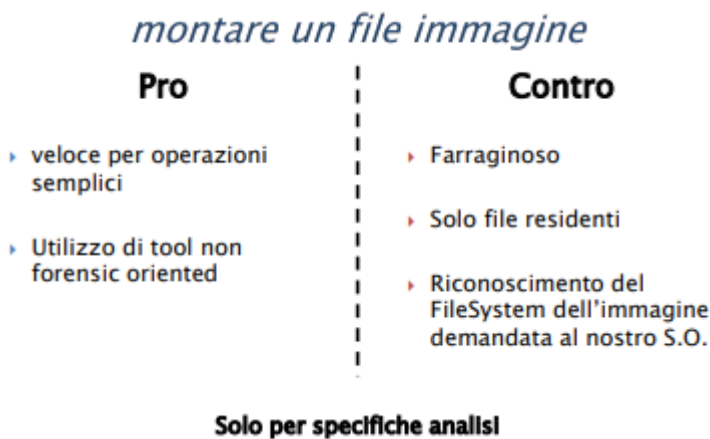 montare un file immagine
Pro
veloce per operazioni
semplici
Utilizzo di tool non
forensic oriented
Contro
Farraginoso
Solo file residenti
Riconoscimento del
FileSystem dell'immagine
demandata al nostro S.O.
Solo per specifiche analisi